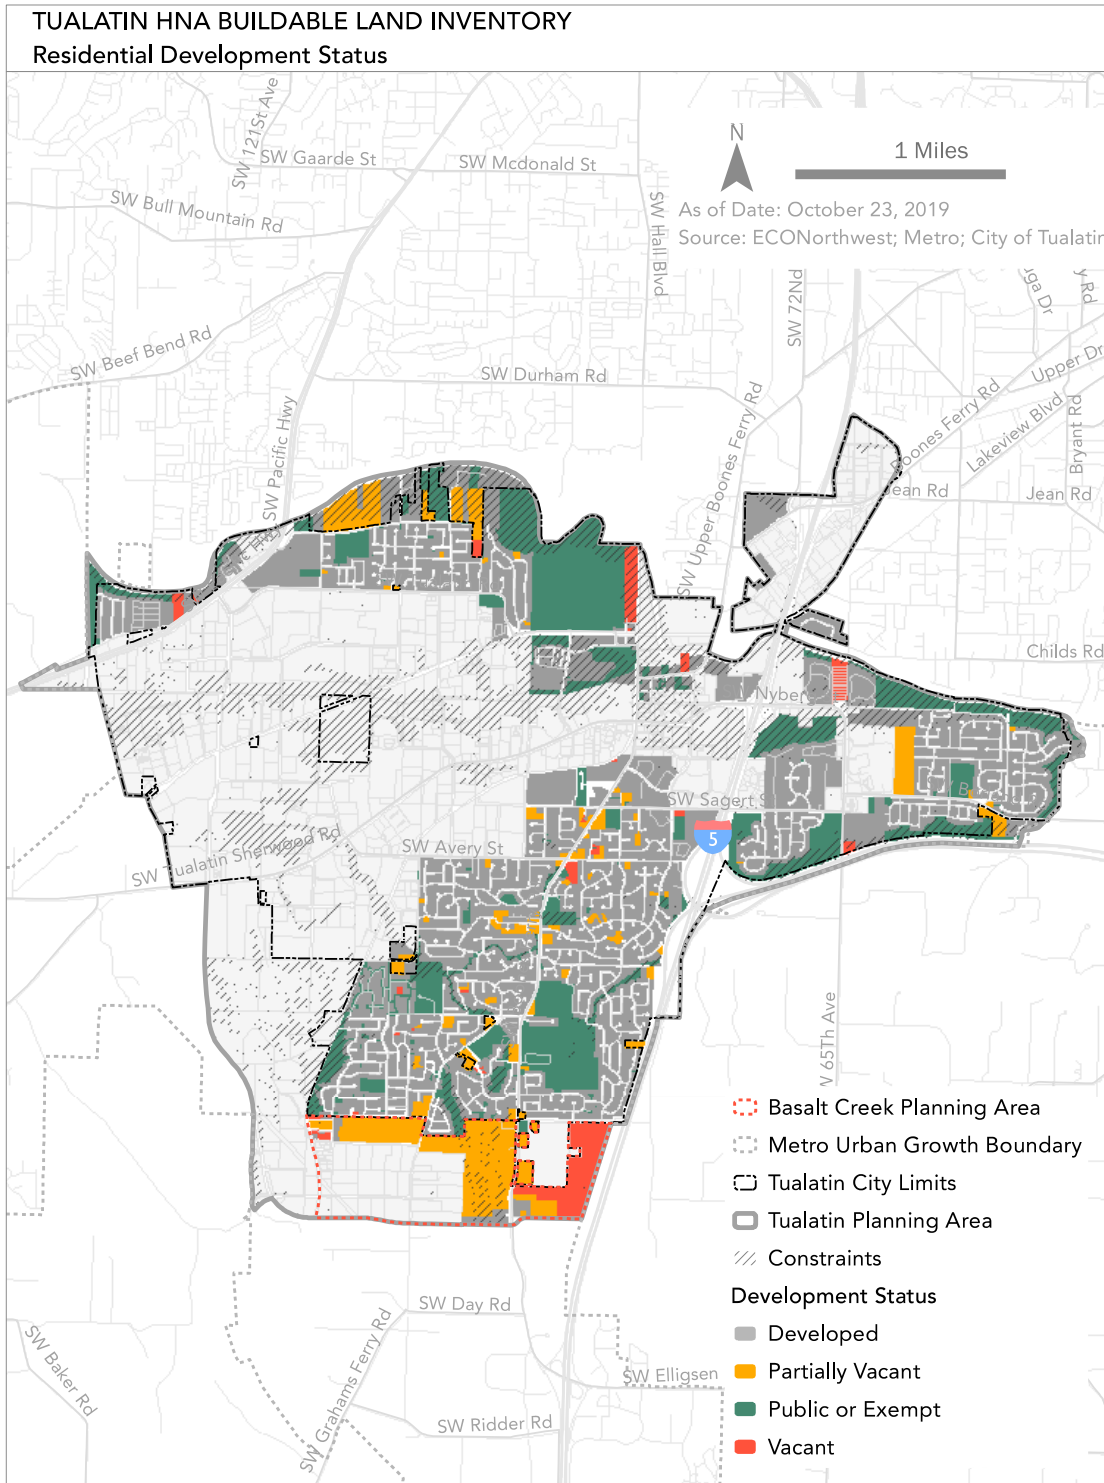 TUALATIN HNA BUILDABLE LAND INVENTORY
Residential Development Status
N
1 Miles
As of Date: October 23, 2019
Source: ECONorthwest; Metro; City of Tualatin
SW 121St Ave
SW Gaarde St
SW Mcdonald St
SW Bull Mountain Rd
SW Hall Blvd
SW 72Nd
SW Beef Bend Rd
SW Pacific Hwy
SW Durham Rd
SW Upper Boones Ferry Rd
Boones Ferry Rd
Upper Dr
Lakeview Blvd
Bryant Rd
Jean Rd
Jean Rd
Childs Rd
Nyberg
SW Sagert S
5
SW Avery St
SW Tualatin Sherwood Rd
W 65Th Ave
Basalt Creek Planning Area
Metro Urban Growth Boundary
Tualatin City Limits
Tualatin Planning Area
Constraints
Development Status
Developed
Partially Vacant
Public or Exempt
Vacant
SW Day Rd
SW Grahams Ferry Rd
SW Baker Rd
SW Elligsen
SW Ridder Rd